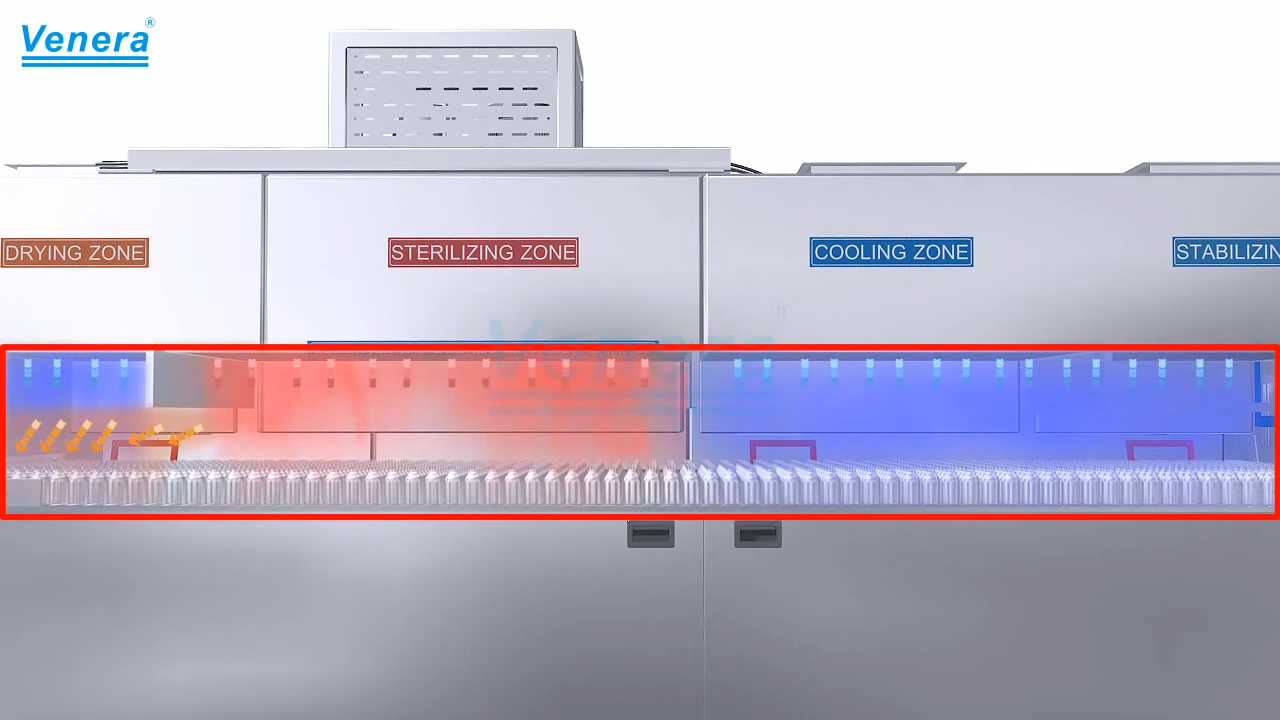 Venera®
DRYING ZONE
STERILIZING ZONE
COOLING ZONE
STABILIZIN